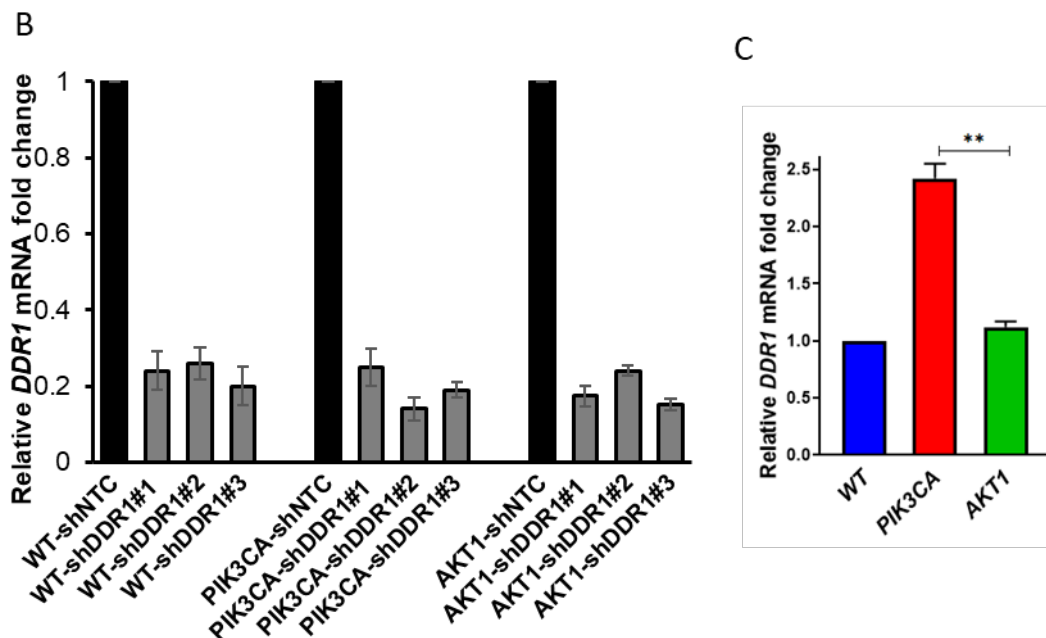 B
Relative DDR1 mRNA fold change
1
0.8
0.6
0.4
0.2
0
WT-shNTC
WT-shDDR1#1
WT-shDDR1#2
WT-shDDR1#3
PIK3CA-shNTC
PIK3CA-shDDR1#1
PIK3CA-shDDR1#2
PIK3CA-shDDR1#3
AKT1-shNTC
AKT1-shDDR1#1
AKT1-shDDR1#2
AKT1-shDDR1#3
C
Relative DDR1 mRNA fold change
**
2.5
2.0
1.5
1.0
0.5
0.0
WT
PIK3CA
AKT1